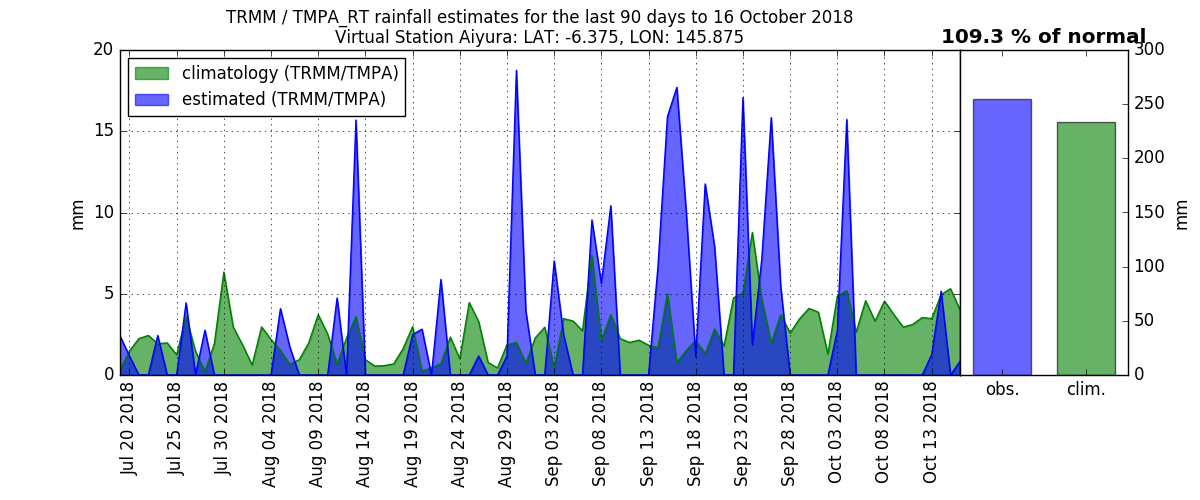 TRMM / TMPA_RT rainfall estimates for the last 90 days to 16 October 2018
Virtual Station Aiyura: LAT: -6.375, LON: 145.875
109.3 % of normal
climatology (TRMM/TMPA)
estimated (TRMM/TMPA)
20
15
10
5
0
mm
Jul 20 2018
Jul 25 2018
Jul 30 2018
Aug 04 2018
Aug 09 2018
Aug 14 2018
Aug 19 2018
Aug 24 2018
Aug 29 2018
Sep 03 2018
Sep 08 2018
Sep 13 2018
Sep 18 2018
Sep 23 2018
Sep 28 2018
Oct 03 2018
Oct 08 2018
Oct 13 2018
300
250
200
150
100
50
0
mm
obs.
clim.